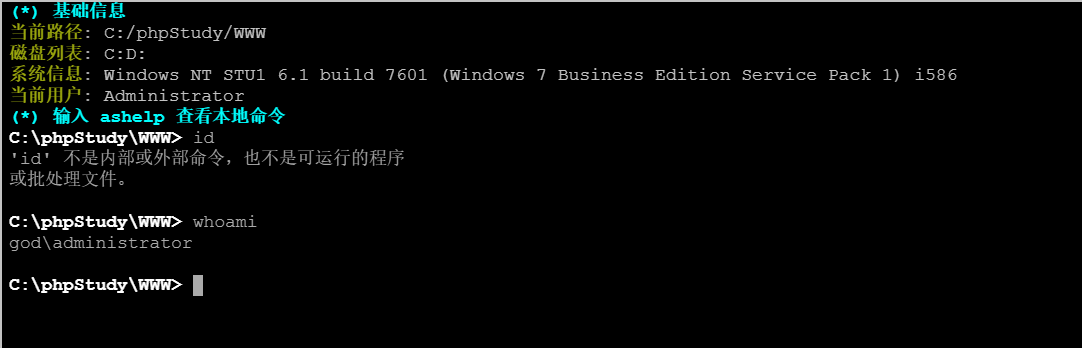 (*) 基础信息
当前路径: C:/phpStudy/WWW
磁盘列表: C:D:
系统信息: Windows NT STU1 6.1 build 7601 (Windows 7 Business Edition Service Pack 1) i586
当前用户: Administrator
(*) 输入 ashelp 查看本地命令
C:\phpStudy\WWW> id
'id' 不是内部或外部命令，也不是可运行的程序
或批处理文件。
C:\phpStudy\WWW> whoami
god\administrator
C:\phpStudy\WWW>